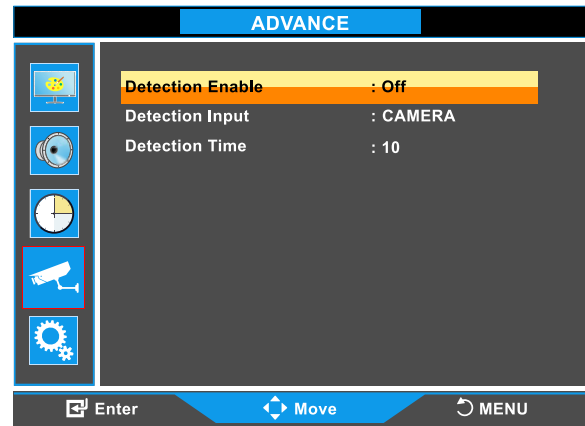 ADVANCE
Detection Enable : Off
Detection Input : CAMERA
Detection Time : 10
Enter Move MENU